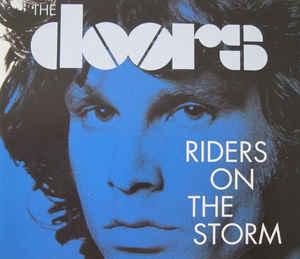 THE
doors
RIDERS
ON
THE
STORM